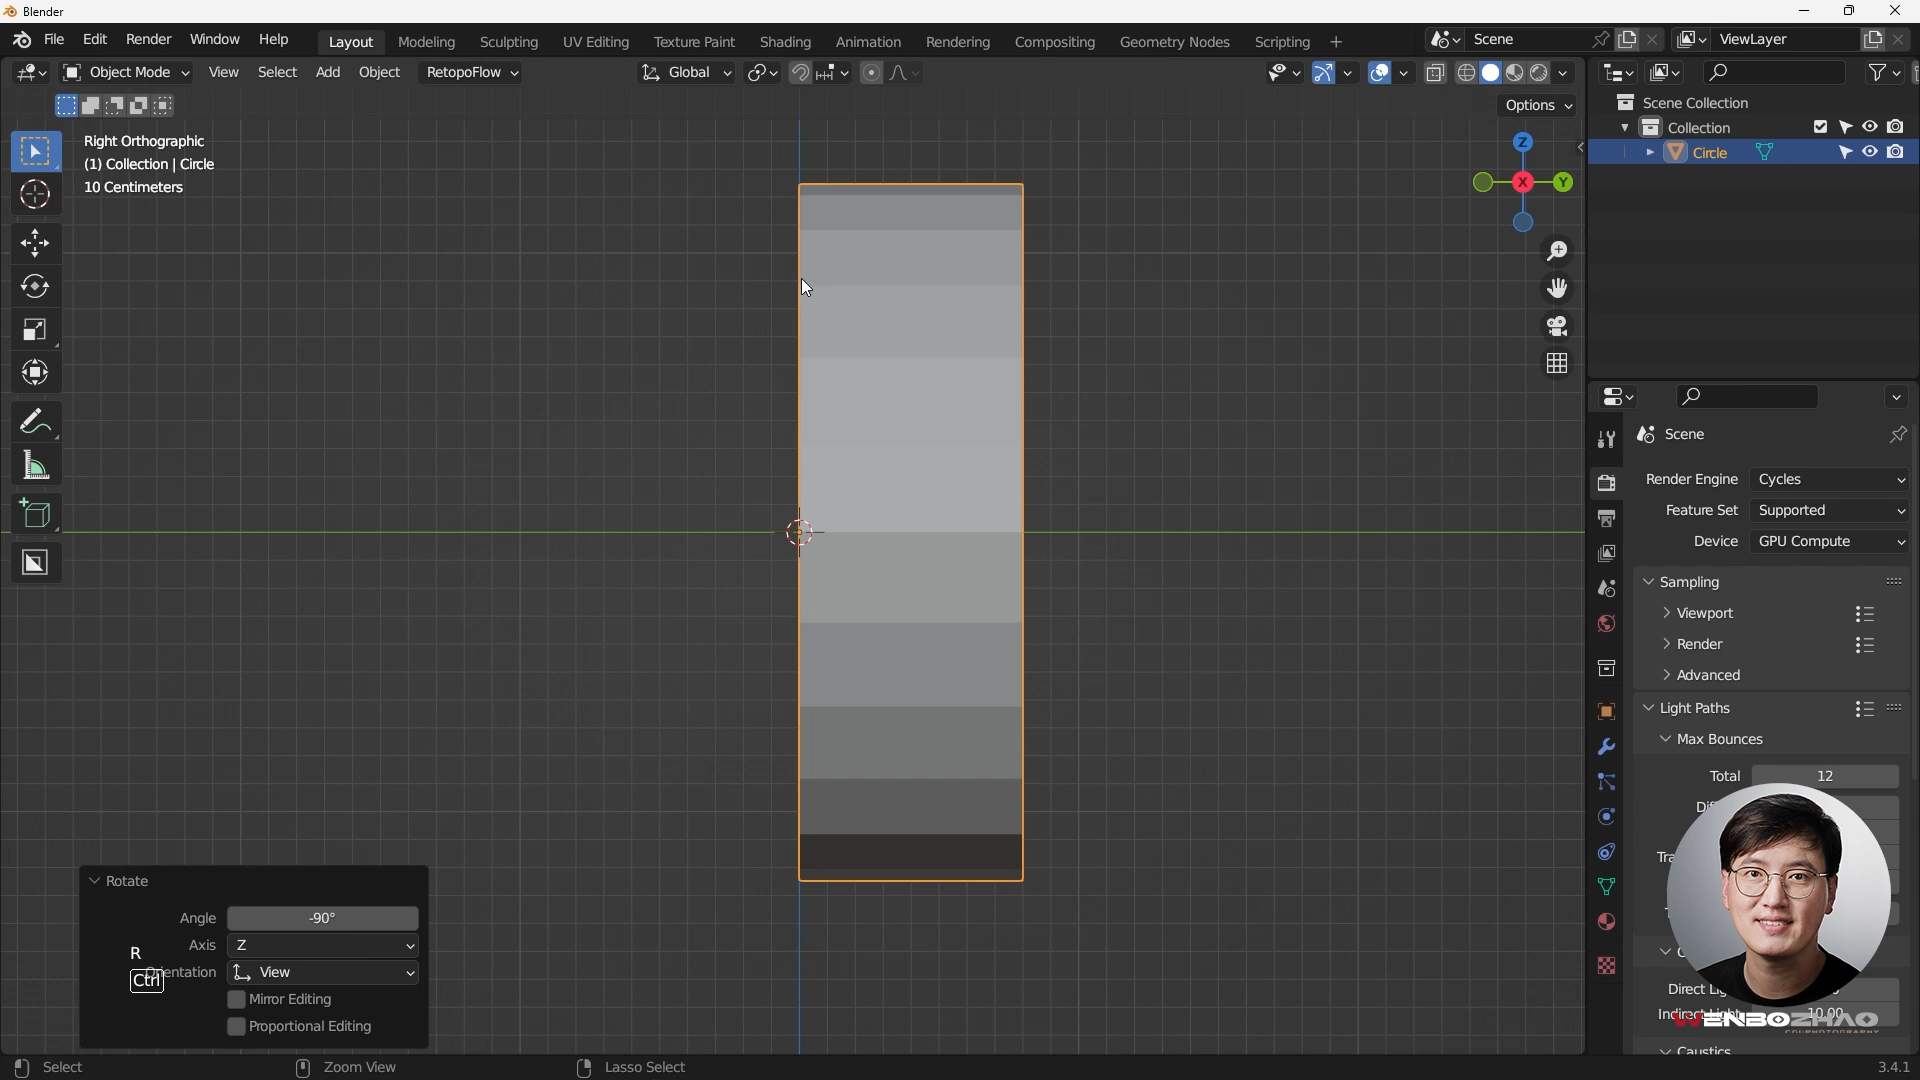 Blender
File Edit Render Window Help Layout Modeling Sculpting UV Editing Texture Paint Shading Animation Rendering Compositing Geometry Nodes Scripting + Scene ViewLayer
Object Mode View Select Add Object RetopoFlow Global
Options
Right Orthographic
(1) Collection | Circle
10 Centimeters
Z
X
Y
Scene Collection
Collection
Circle
Scene
Render Engine Cycles
Feature Set Supported
Device GPU Compute
Sampling
Viewport
Render
Advanced
Light Paths
Max Bounces
Total 12
Direct
10.00
Caustics
WENBOZHAO
Rotate
Angle -90°
Axis Z
Orientation View
Mirror Editing
Proportional Editing
R
Ctrl
Select Zoom View Lasso Select 3.4.1